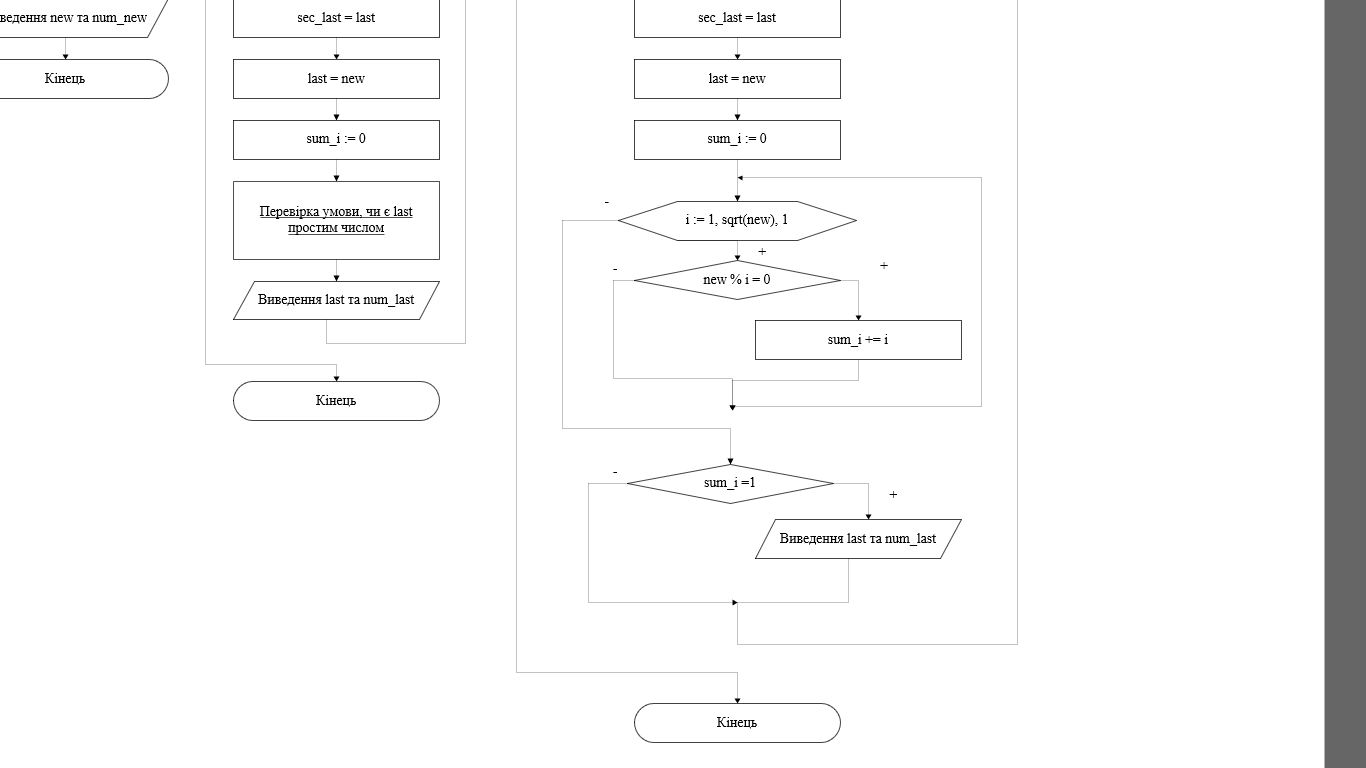 ведення new та num_new
Кінець
sec_last = last
last = new
sum_i := 0
Перевірка умови, чи є last
простим числом
Виведення last та num_last
Кінець
sec_last = last
last = new
sum_i := 0
-
i := 1, sqrt(new), 1
+
-
new % i = 0
+
sum_i += i
-
sum_i =1
+
Виведення last та num_last
Кінець